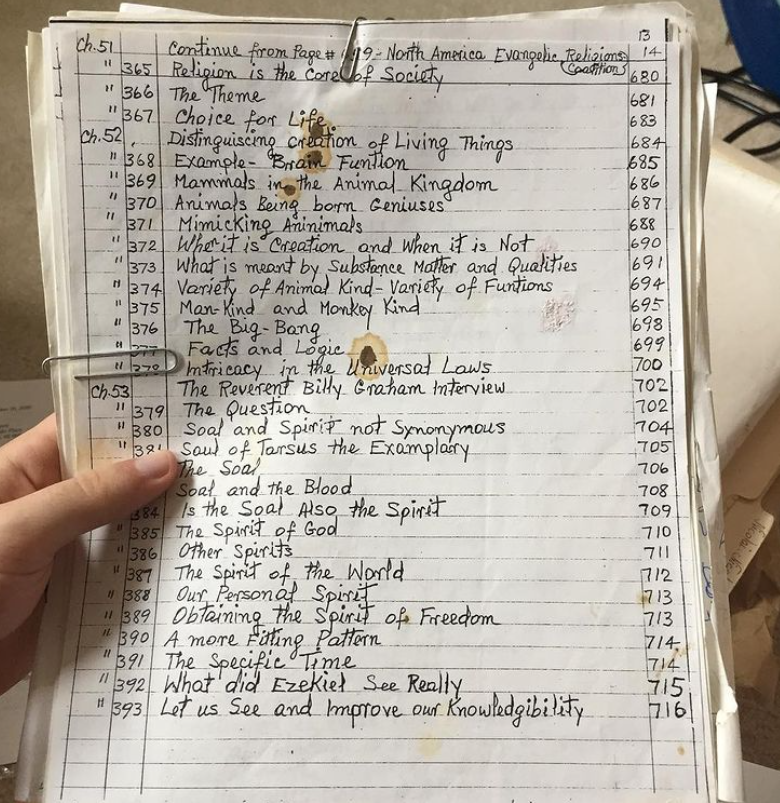 13
Ch.51 Continue from Page # 9 - North America Evangelic Religions 14
(Coalition)
" 365 Religion is the Core of Society 680
" 366 The Theme 681
" 367 Choice for Life 683
Ch.52 . Distinguiscing creation of Living Things 684
" 368 Example- Brain Funtion 685
" 369 Mammals in the Animal Kingdom 686
" 370 Animals Being born Geniuses 687
" 371 Mimicking Aninimals 688
" 372 When it is Creation and When it is Not 690
" 373 What is meant by Substance Matter and Qualities 691
" 374 Variety of Animal Kind- Variety of Funtions 694
" 375 Man-Kind and Monkey Kind 695
" 376 The Big-Bang 698
" 377 Facts and Logic 699
" 378 Intricacy in the Universal Laws 700
Ch.53 The Reverent Billy Graham Interview 702
" 379 The Question 702
" 380 Soal and Spirit not Synonymous 704
" 381 Saul of Tarsus the Examplary 705
The Soal 706
Soal and the Blood 708
384 Is the Soal Also the Spirit 709
" 385 The Spirit of God 710
" 386 Other Spirits 711
" 387 The Spirit of the World 712
" 388 Our Personal Spirit 713
" 389 Obtaining the Spirit of Freedom 713
" 390 A more Fitting Pattern 714
" 391 The Specific Time 714
" 392 What did Ezekiel See Really 715
" 393 Let us See and Improve our Knowledgibility 716